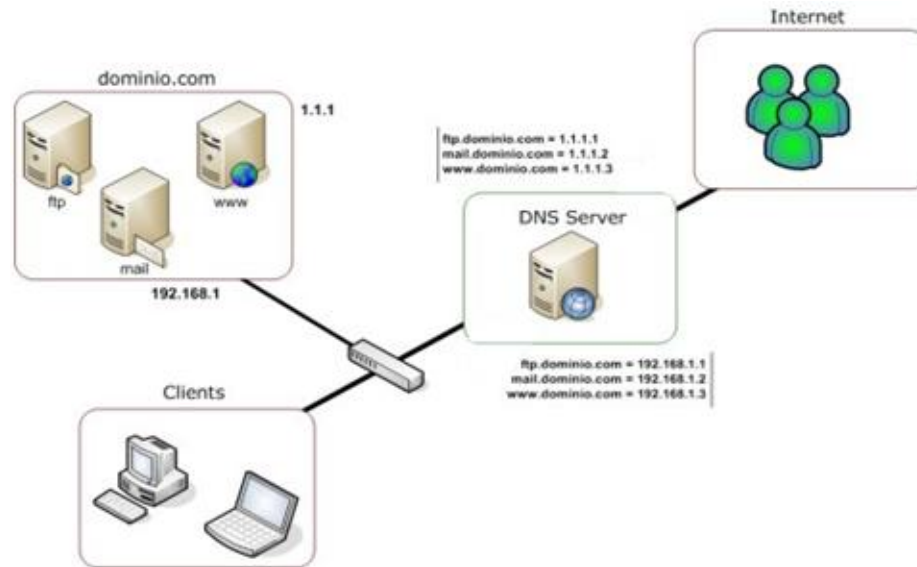 Internet
dominio.com
1.1.1
ftp.dominio.com = 1.1.1.1
mail.dominio.com = 1.1.1.2
www.dominio.com = 1.1.1.3
ftp
www
mail
DNS Server
192.168.1
ftp.dominio.com = 192.168.1.1
mail.dominio.com = 192.168.1.2
www.dominio.com = 192.168.1.3
Clients